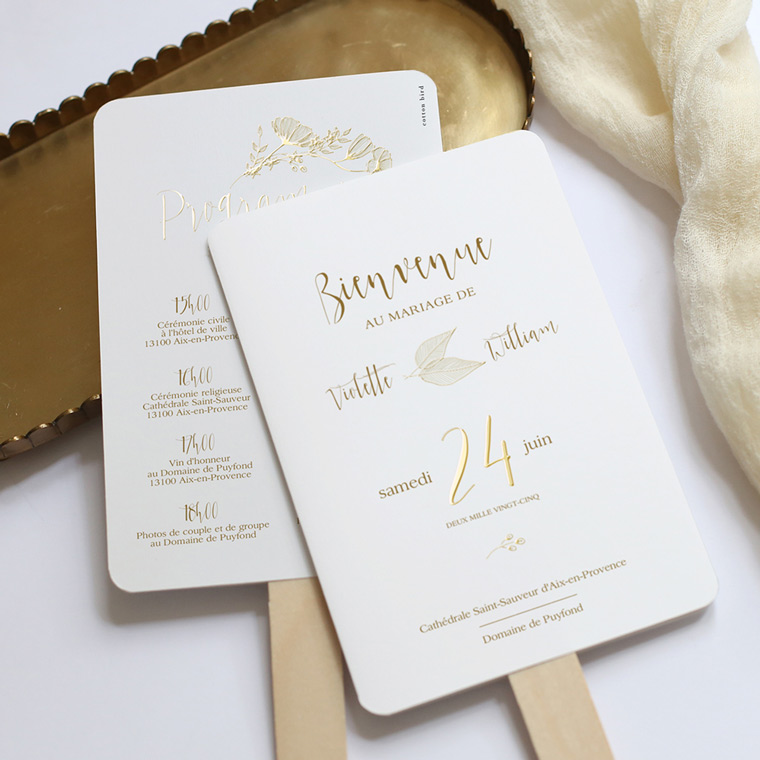 cotton bird
15h00
Cérémonie civile
à l'hôtel de ville
13100 Aix-en-Provence
16h00
Cérémonie religieuse
Cathédrale Saint-Sauveur
13100 Aix-en-Provence
17h00
Vin d'honneur
au Domaine de Puyfond
13100 Aix-en-Provence
18h00
Photos de couple et de groupe
au Domaine de Puyfond
Bienvenue
AU MARIAGE DE
Violette William
samedi 24 juin
DEUX MILLE VINGT-CINQ
Cathédrale Saint-Sauveur d'Aix-en-Provence
Domaine de Puyfond